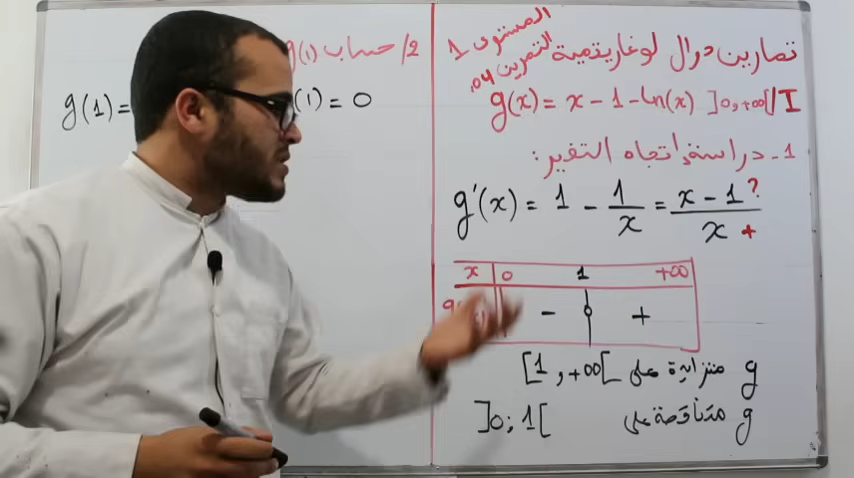 تمارين دوال لوغاريتمية المستوى 1
التمرين 04.
I/ g(x) = x - 1 - ln(x) ]0,+∞[
1. دراسة اتجاه التغير:
g'(x) = 1 - 1/x = x - 1 ? / x +
x 0 1 +∞
- 0 +
g متزايدة على [1,+∞[
g متناقصة على ]0;1[
2/ حساب g(1)
g(1)= (1) = 0